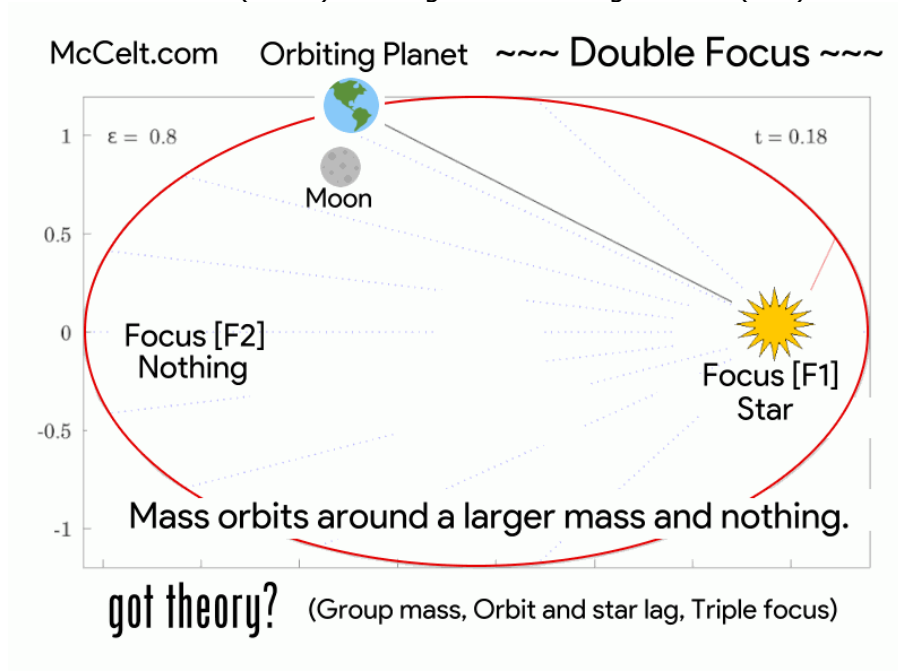 McCelt.com
Orbiting Planet
~~~ Double Focus ~~~
1
ε = 0.8
t = 0.18
Moon
0.5
0
Focus [F2]
Nothing
Focus [F1]
Star
-0.5
Mass orbits around a larger mass and nothing.
-1
got theory?
(Group mass, Orbit and star lag, Triple focus)